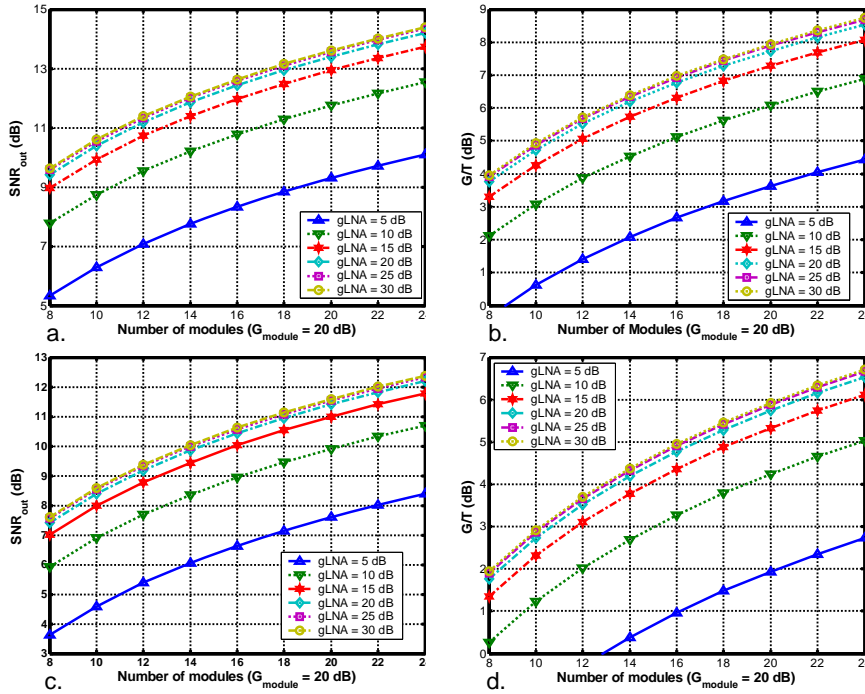 15
13
11
9
7
5
SNRout (dB)
8 10 12 14 16 18 20 22 2
Number of modules (Gmodule = 20 dB)
gLNA = 5 dB
gLNA = 10 dB
gLNA = 15 dB
gLNA = 20 dB
gLNA = 25 dB
gLNA = 30 dB
a.
9
8
7
6
5
4
3
2
1
0
G/T (dB)
8 10 12 14 16 18 20 22 2
Number of Modules (Gmodule = 20 dB)
gLNA = 5 dB
gLNA = 10 dB
gLNA = 15 dB
gLNA = 20 dB
gLNA = 25 dB
gLNA = 30 dB
b.
13
12
11
10
9
8
7
6
5
4
3
SNRout (dB)
8 10 12 14 16 18 20 22 2
Number of modules (Gmodule = 20 dB)
gLNA = 5 dB
gLNA = 10 dB
gLNA = 15 dB
gLNA = 20 dB
gLNA = 25 dB
gLNA = 30 dB
c.
7
6
5
4
3
2
1
0
G/T (dB)
8 10 12 14 16 18 20 22 2
Number of modules (Gmodule = 20 dB)
gLNA = 5 dB
gLNA = 10 dB
gLNA = 15 dB
gLNA = 20 dB
gLNA = 25 dB
gLNA = 30 dB
d.